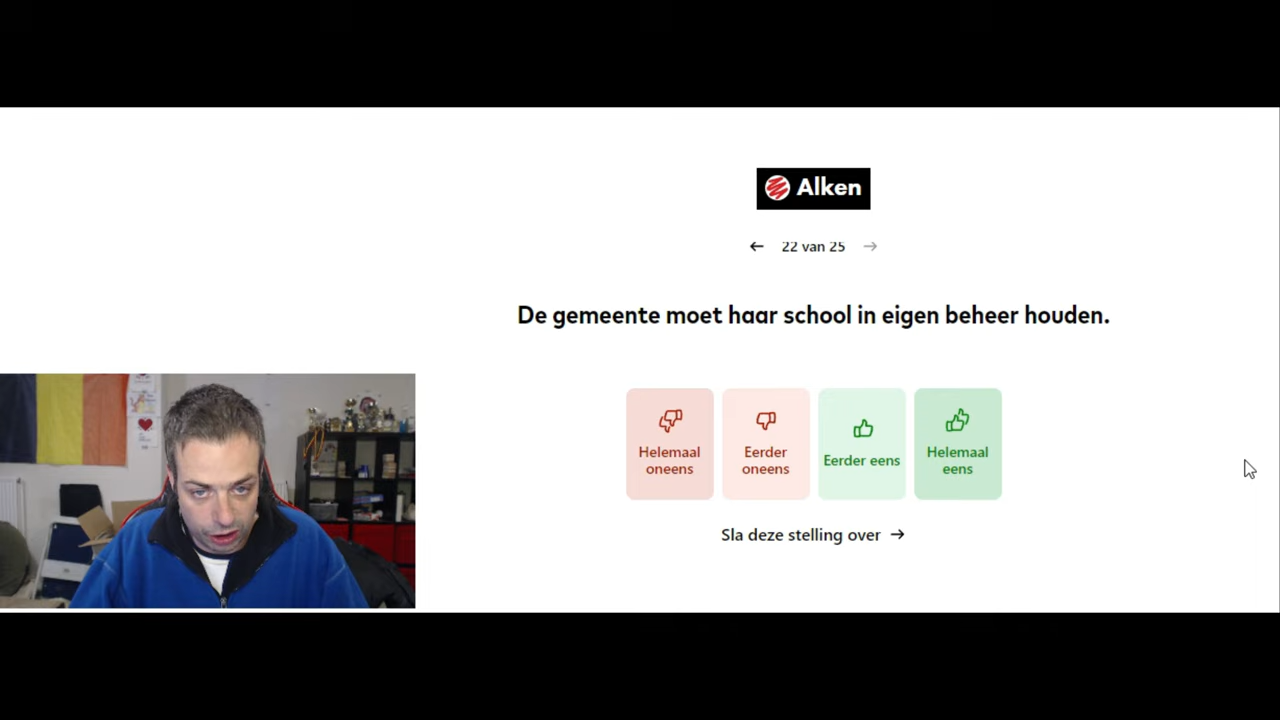 Alken
← 22 van 25 →
De gemeente moet haar school in eigen beheer houden.
Helemaal oneens
Eerder oneens
Eerder eens
Helemaal eens
Sla deze stelling over →